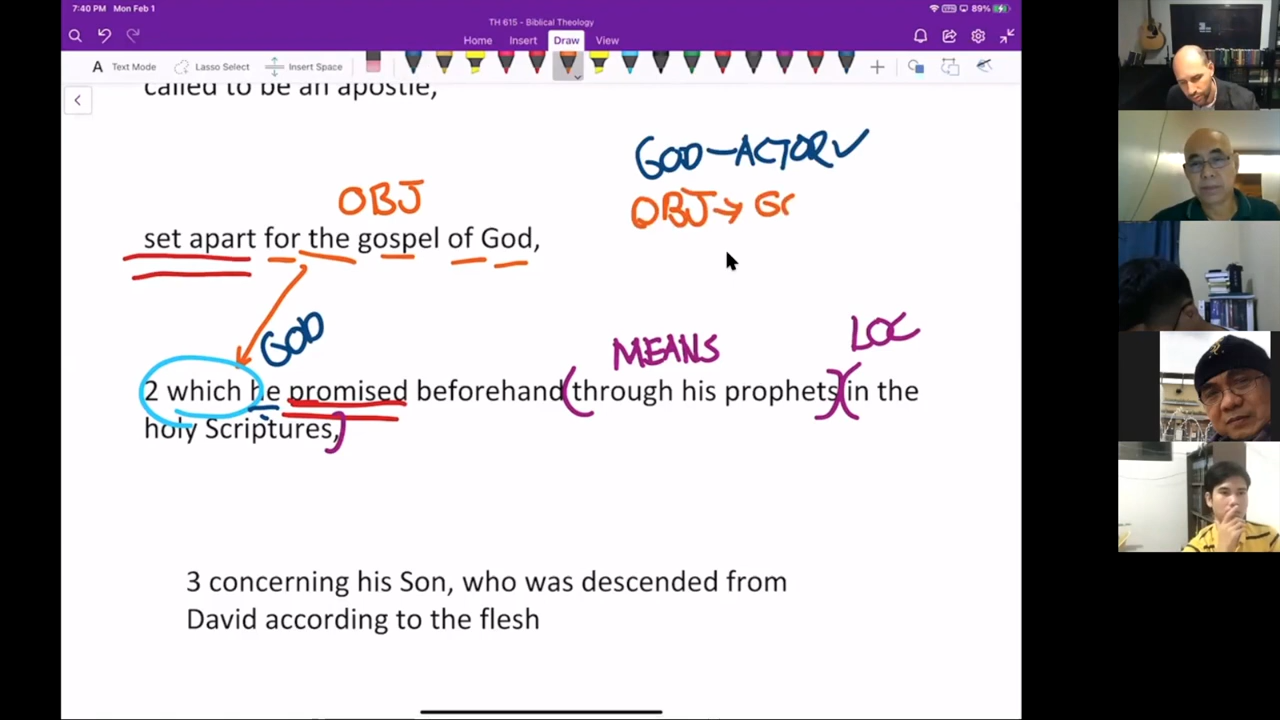 7:40 PM Mon Feb 1
89%
TH 615 - Biblical Theology
Home Insert Draw View
Text Mode Lasso Select Insert Space
called to be an apostle,
GOD - ACTOR
OBJ
OBJ → GO
set apart for the gospel of God,
GOD
MEANS
LOC
2 which he promised beforehand (through his prophets) (in the
holy Scriptures,)
3 concerning his Son, who was descended from
David according to the flesh